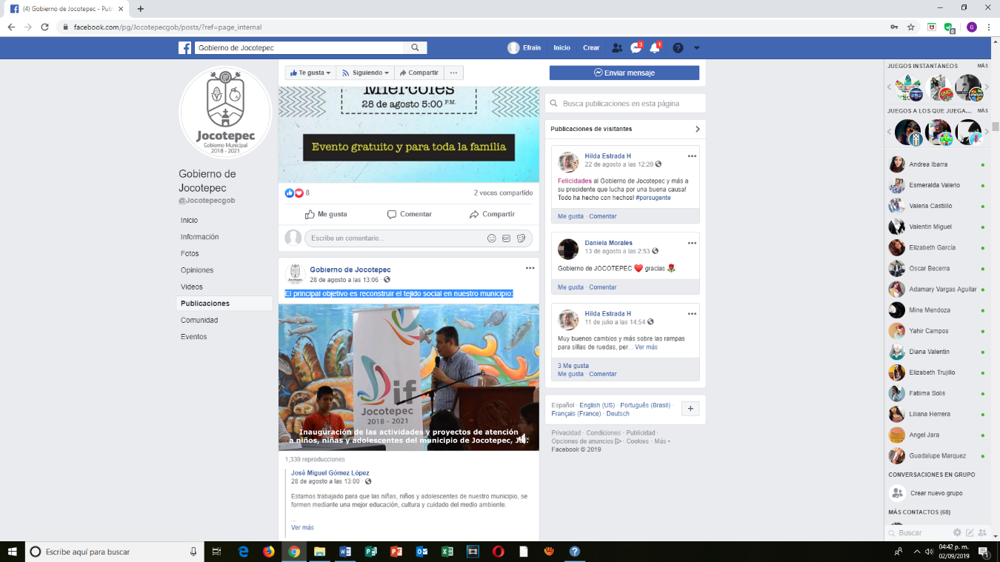 (4) Gobierno de Jocotepec - Pub
facebook.com/pg/Jocotepecgob/posts/?ref=page_internal
G
Gobierno de Jocotepec
Efrain
Inicio
Crear
3
1
Jocotepec
Gobierno Municipal
2018 - 2021
Gobierno de
Jocotepec
@Jocotepecgob
Inicio
Información
Fotos
Opiniones
Videos
Publicaciones
Comunidad
Eventos
Te gusta
Siguiendo
Compartir
Enviar mensaje
Miércoles
28 de agosto 5:00 P.M.
Evento gratuito y para toda la familia
8
2 veces compartido
Me gusta
Comentar
Compartir
Escribe un comentario...
GIF
Gobierno de Jocotepec
28 de agosto a las 13:06 ·
El principal objetivo es reconstruir el tejido social en nuestro municipio:
dif
Jocotepec
2018 - 2021
Inauguración de las actividades y proyectos de atención
a niños, niñas y adolescentes del municipio de Jocotepec, Jal.
1,339 reproducciones
José Miguel Gómez López
28 de agosto a las 13:00 ·
Estamos trabajado para que las niñas, niños y adolescentes de nuestro municipio, se
formen mediante una mejor educación, cultura y cuidado del medio ambiente.
...
Ver más
Busca publicaciones en esta página
Publicaciones de visitantes
Hilda Estrada H
22 de agosto a las 12:20 ·
Felicidades al Gobierno de Jocotepec y más a
su presidente que lucha por una buena causa!
Todo ha hecho con hechos! #porsugente
Me gusta · Comentar
Daniela Morales
13 de agosto a las 2:53 ·
Gobierno de JOCOTEPEC ❤️ gracias 🌹
Me gusta · Comentar
Hilda Estrada H
11 de julio a las 14:54 ·
Muy buenos cambios y más sobre las rampas
para sillas de ruedas, per... Ver más
3 Me gusta
Me gusta · Comentar
Español · English (US) · Português (Brasil) ·
Français (France) · Deutsch
Privacidad · Condiciones · Publicidad ·
Opciones de anuncios · Cookies · Más
Facebook © 2019
JUEGOS INSTANTÁNEOS MÁS
JUEGOS A LOS QUE JUEGA... MÁS
Andrea Ibarra
Esmeralda Valerio
Valeria Castillo
Valentin Miguel
Elizabeth García
Oscar Becerra
Adamary Vargas Aguilar
Mine Mendoza
Yahir Campos
Diana Valentin
Elizabeth Trujillo
Fatima Solis
Liliana Herrera
Angel Jara
Guadalupe Marquez
CONVERSACIONES EN GRUPO
Crear nuevo grupo
MÁS CONTACTOS (68)
Buscar
Escribe aquí para buscar
04:42 p. m.
02/09/2019
1